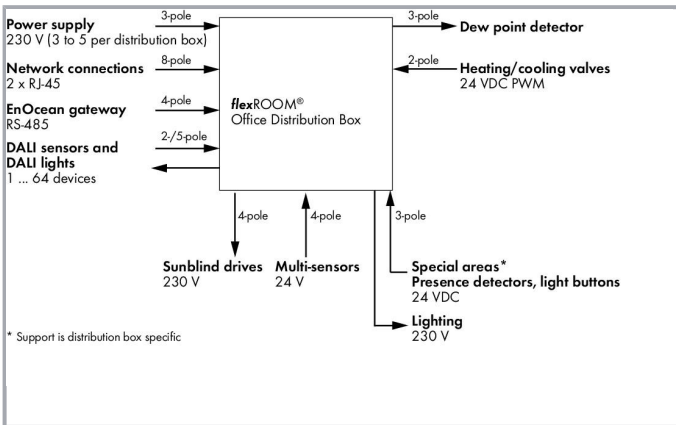 Power supply
230 V (3 to 5 per distribution box)
3-pole
Network connections
2 x RJ-45
8-pole
EnOcean gateway
RS-485
4-pole
DALI sensors and
DALI lights
1 ... 64 devices
2-/5-pole
flexROOM®
Office Distribution Box
3-pole
Dew point detector
2-pole
Heating/cooling valves
24 VDC PWM
4-pole
Sunblind drives
230 V
4-pole
Multi-sensors
24 V
3-pole
Special areas*
Presence detectors, light buttons
24 VDC
Lighting
230 V
* Support is distribution box specific